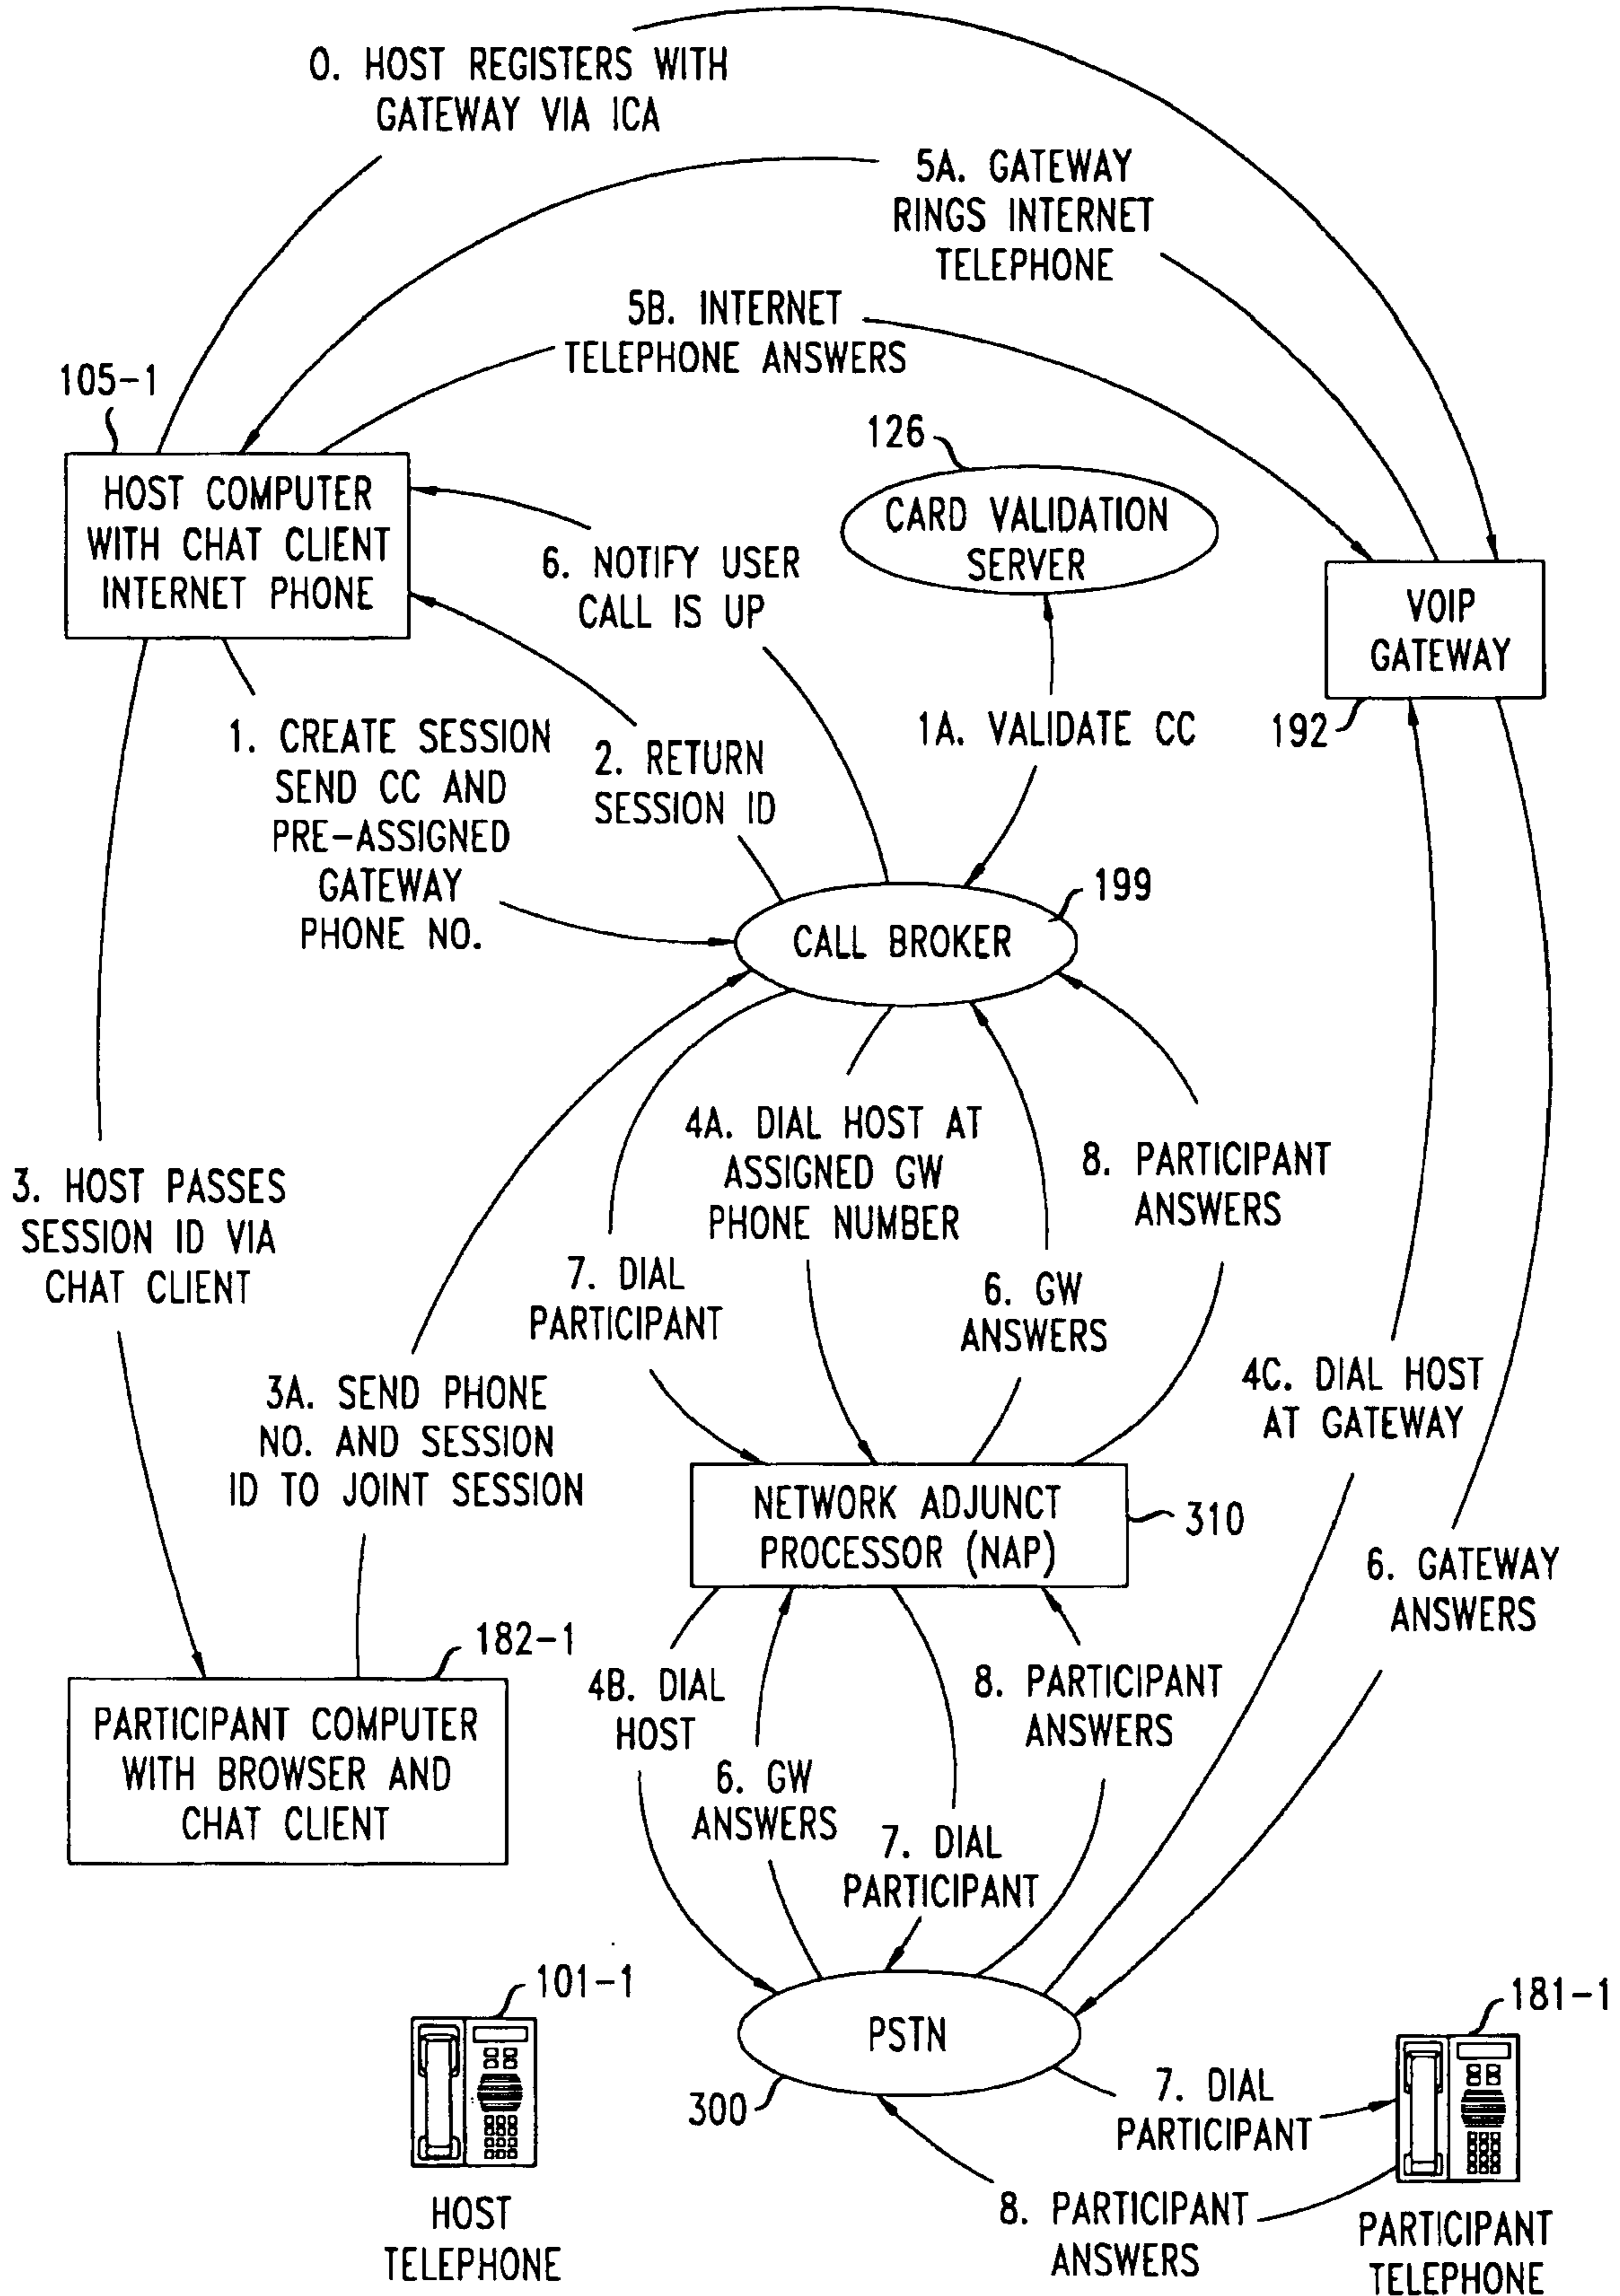 0. HOST REGISTERS WITH
GATEWAY VIA ICA
5A. GATEWAY
RINGS INTERNET
TELEPHONE
5B. INTERNET
TELEPHONE ANSWERS
105-1
HOST COMPUTER
WITH CHAT CLIENT
INTERNET PHONE
126
CARD VALIDATION
SERVER
6. NOTIFY USER
CALL IS UP
VOIP
GATEWAY
192
1. CREATE SESSION
SEND CC AND
PRE-ASSIGNED
GATEWAY
PHONE NO.
2. RETURN
SESSION ID
1A. VALIDATE CC
199
CALL BROKER
3. HOST PASSES
SESSION ID VIA
CHAT CLIENT
4A. DIAL HOST AT
ASSIGNED GW
PHONE NUMBER
8. PARTICIPANT
ANSWERS
7. DIAL
PARTICIPANT
6. GW
ANSWERS
3A. SEND PHONE
NO. AND SESSION
ID TO JOINT SESSION
4C. DIAL HOST
AT GATEWAY
NETWORK ADJUNCT
PROCESSOR (NAP)
310
6. GATEWAY
ANSWERS
182-1
PARTICIPANT COMPUTER
WITH BROWSER AND
CHAT CLIENT
4B. DIAL
HOST
8. PARTICIPANT
ANSWERS
6. GW
ANSWERS
7. DIAL
PARTICIPANT
101-1
HOST
TELEPHONE
PSTN
300
181-1
7. DIAL
PARTICIPANT
8. PARTICIPANT
ANSWERS
PARTICIPANT
TELEPHONE